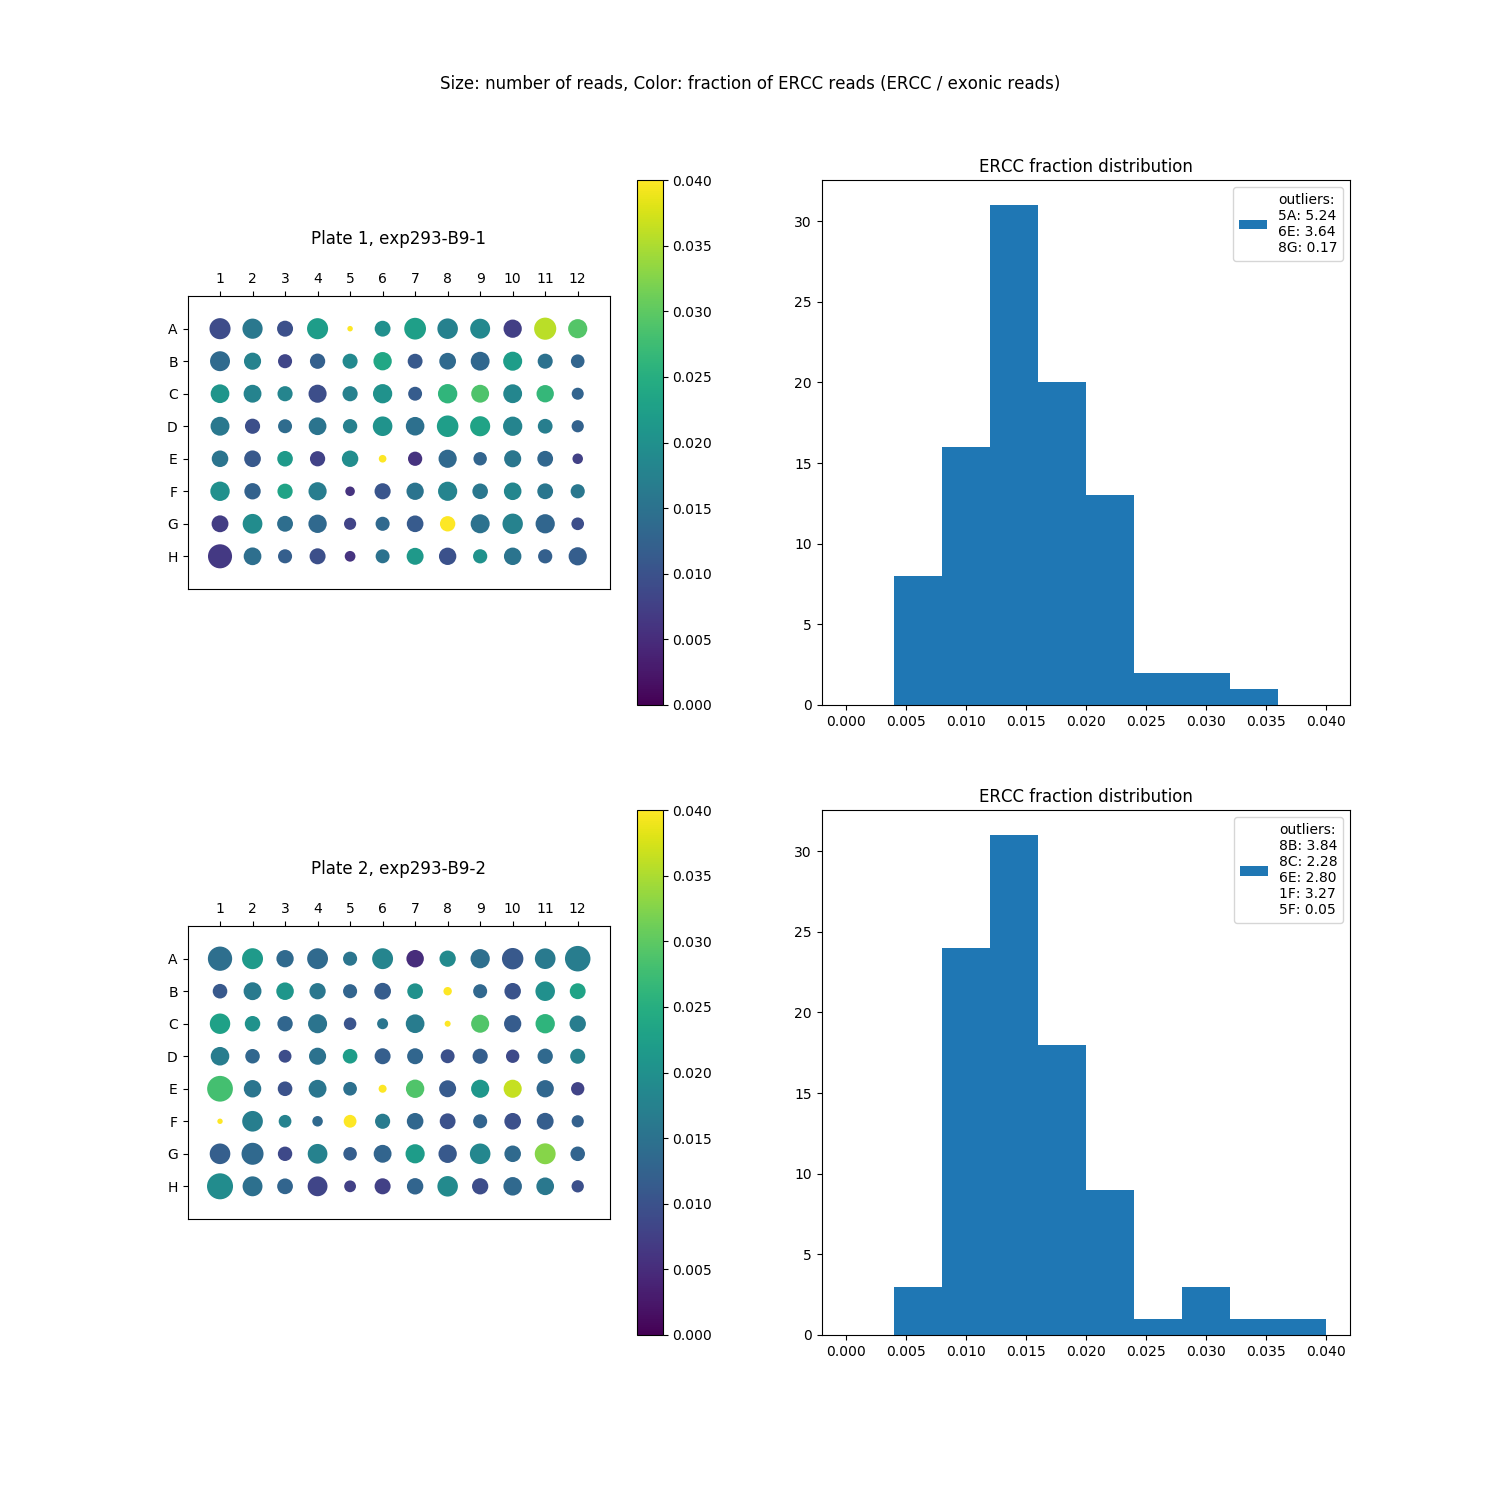 Size: number of reads, Color: fraction of ERCC reads (ERCC / exonic reads)
Plate 1, exp293-B9-1
1 2 3 4 5 6 7 8 9 10 11 12
A
B
C
D
E
F
G
H
0.040
0.035
0.030
0.025
0.020
0.015
0.010
0.005
0.000
ERCC fraction distribution
outliers:
5A: 5.24
6E: 3.64
8G: 0.17
30
25
20
15
10
5
0
0.000 0.005 0.010 0.015 0.020 0.025 0.030 0.035 0.040
Plate 2, exp293-B9-2
1 2 3 4 5 6 7 8 9 10 11 12
A
B
C
D
E
F
G
H
0.040
0.035
0.030
0.025
0.020
0.015
0.010
0.005
0.000
ERCC fraction distribution
outliers:
8B: 3.84
8C: 2.28
6E: 2.80
1F: 3.27
5F: 0.05
30
25
20
15
10
5
0
0.000 0.005 0.010 0.015 0.020 0.025 0.030 0.035 0.040